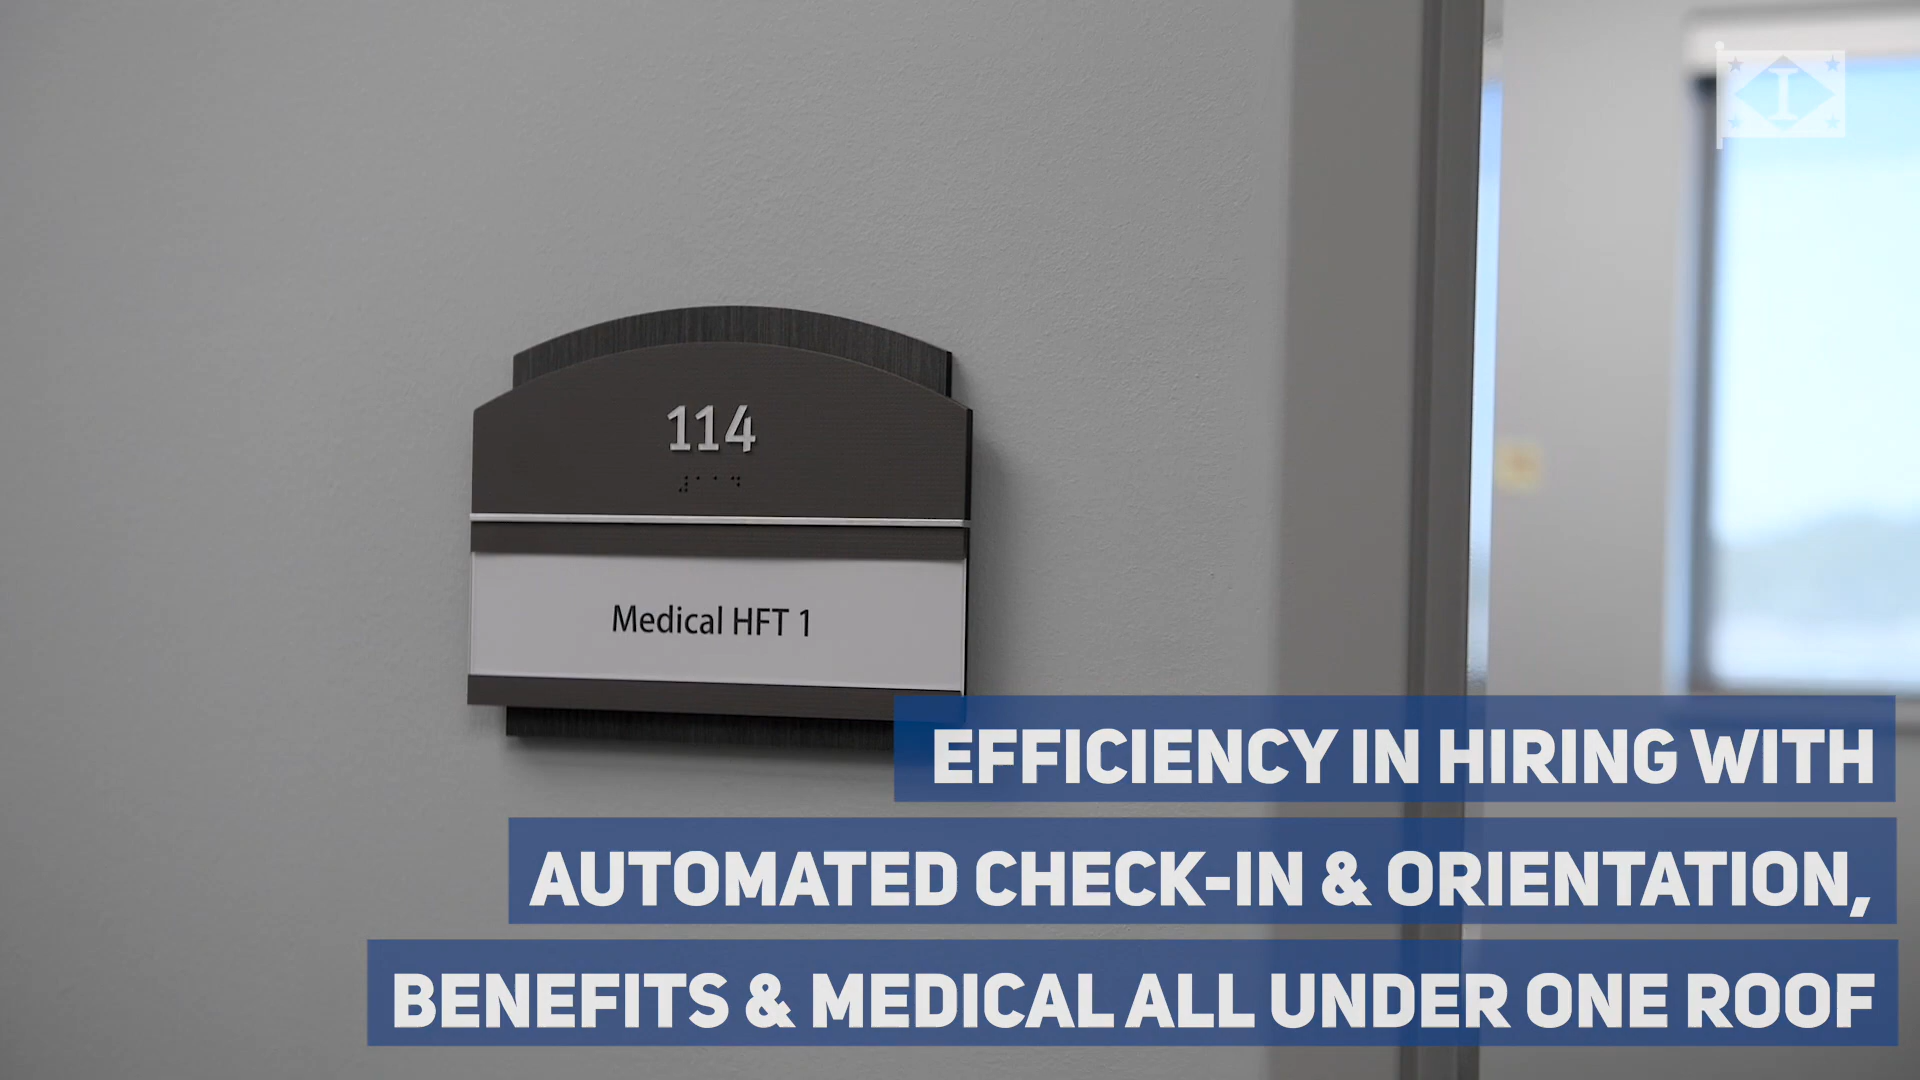 I
114
Medical HFT 1
EFFICIENCY IN HIRING WITH
AUTOMATED CHECK-IN & ORIENTATION,
BENEFITS & MEDICAL ALL UNDER ONE ROOF